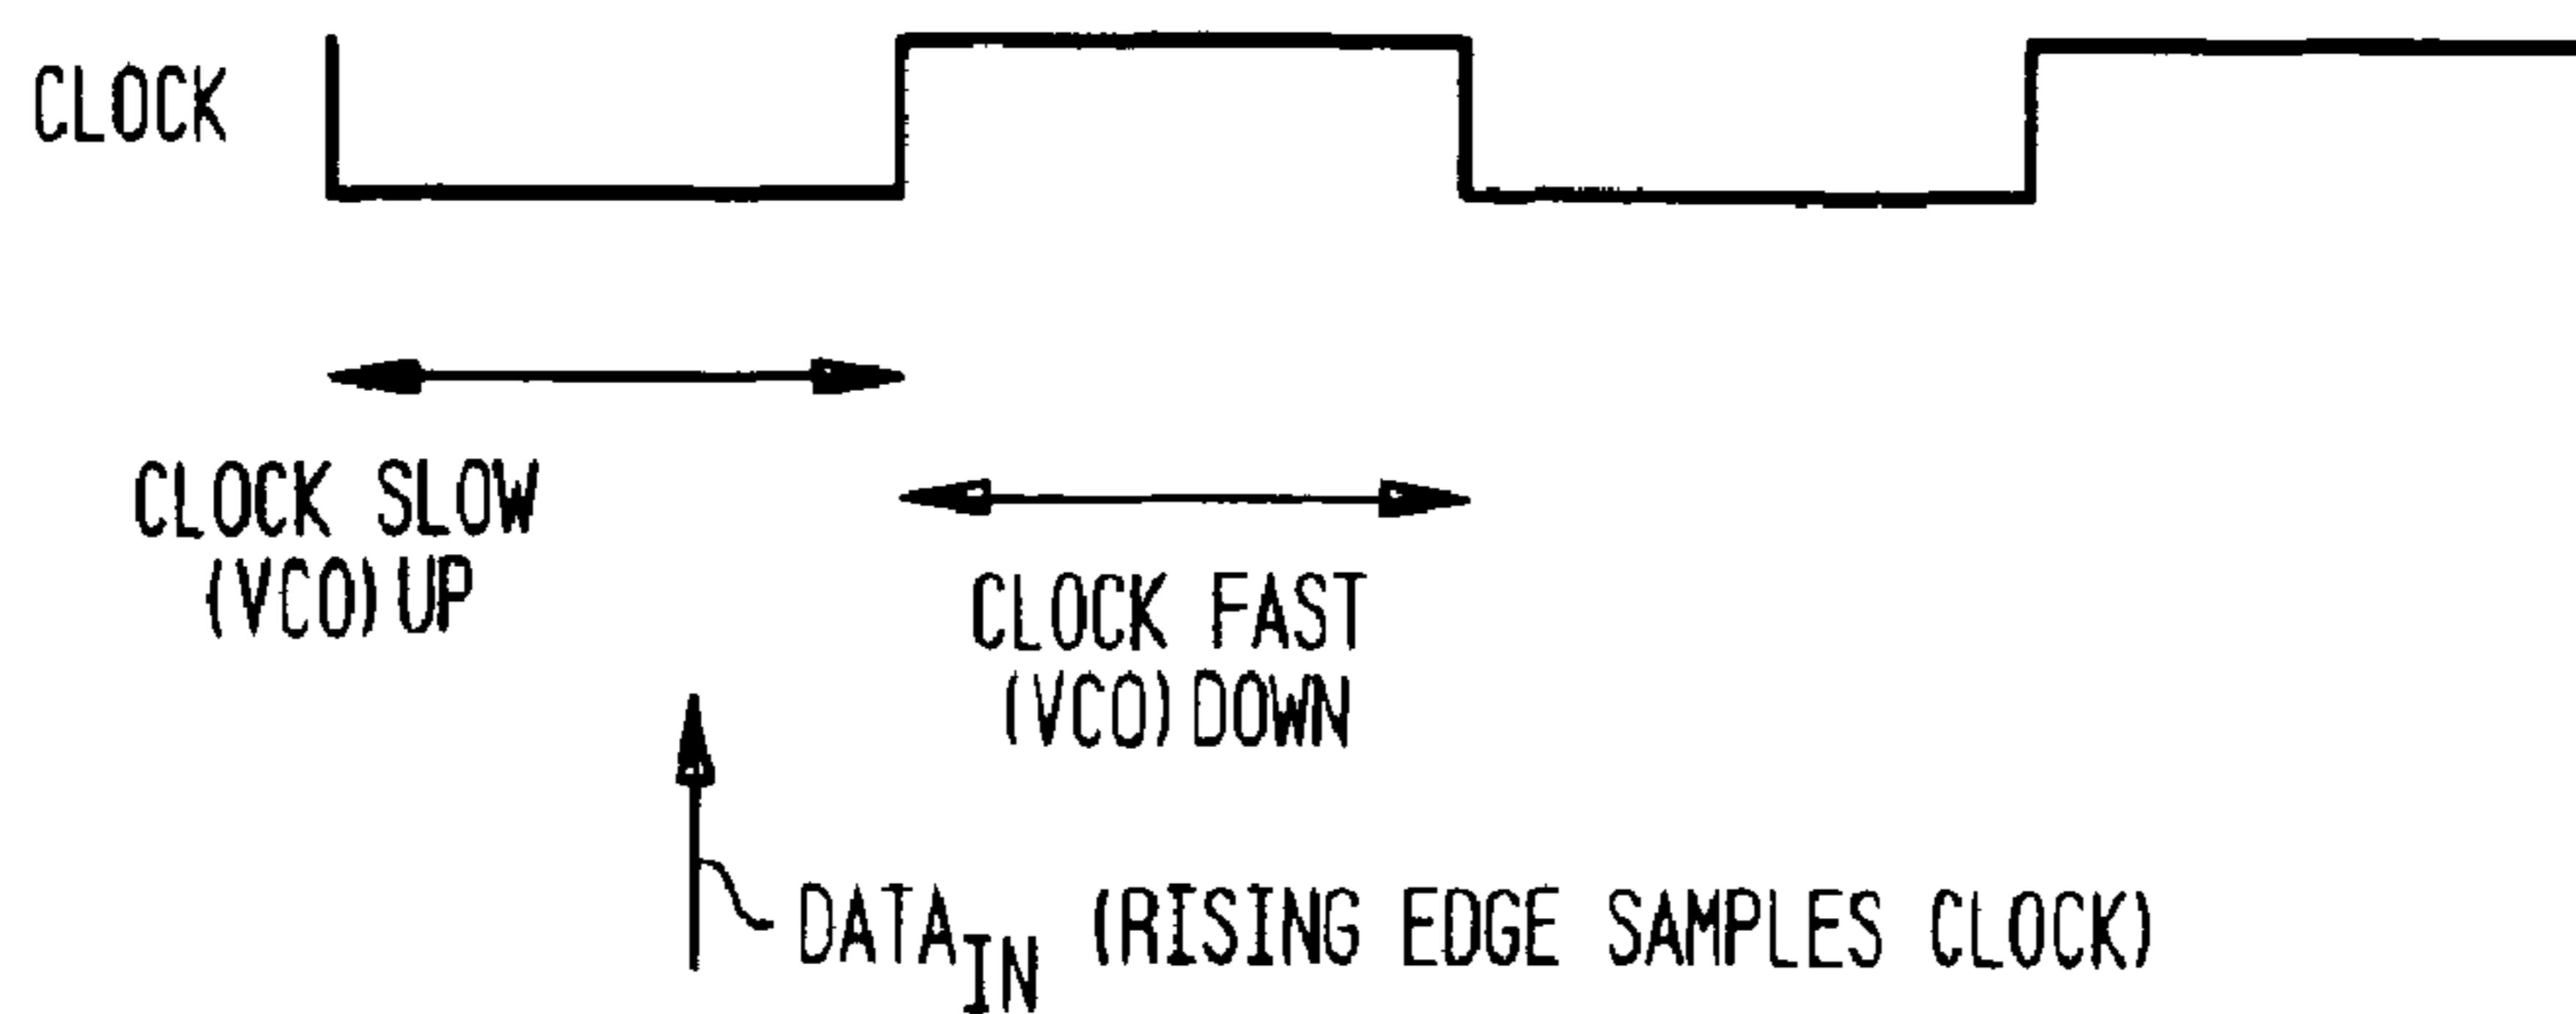 CLOCK
CLOCK SLOW
(VCO) UP
CLOCK FAST
(VCO) DOWN
DATAIN (RISING EDGE SAMPLES CLOCK)